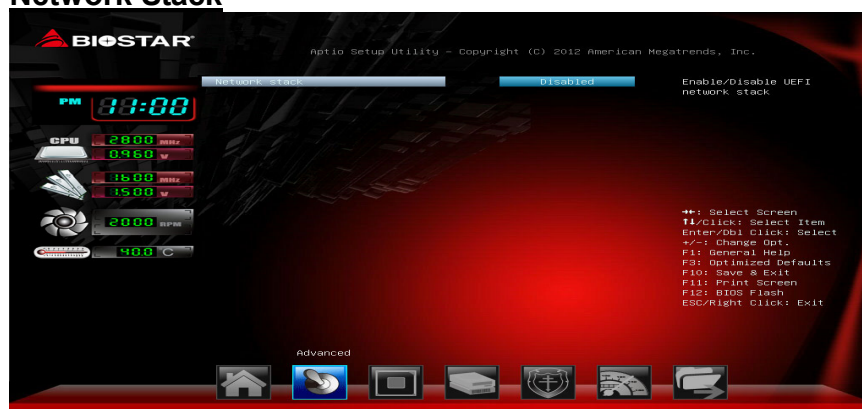 Network Stack
BIOSTAR
Aptio Setup Utility – Copyright (C) 2012 American Megatrends, Inc.
Network stack
Disabled
Enable/Disable UEFI
network stack
PM 11:00
CPU 2800 MHz
0.960 V
1600 MHz
1.500 V
2000 RPM
40.0 C
→←: Select Screen
↑↓/Click: Select Item
Enter/Dbl Click: Select
+/-: Change Opt.
F1: General Help
F3: Optimized Defaults
F10: Save & Exit
F11: Print Screen
F12: BIOS Flash
ESC/Right Click: Exit
Advanced